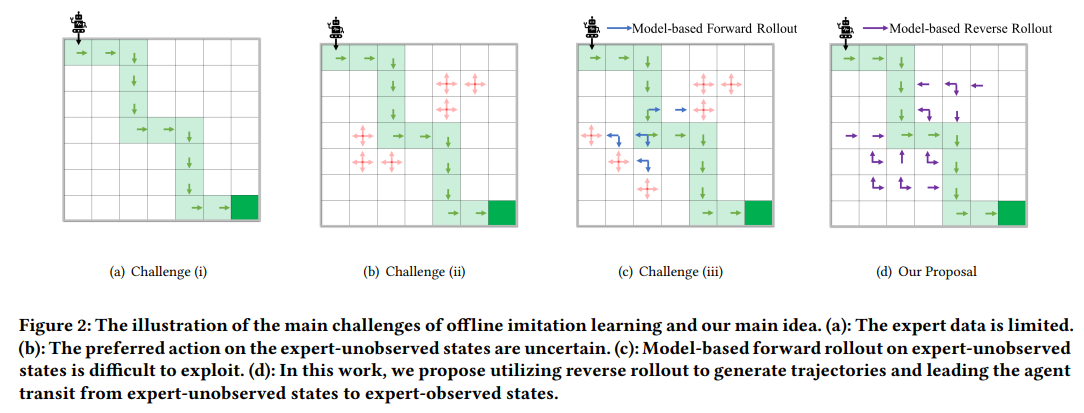 Model-based Forward Rollout
Model-based Reverse Rollout
(a) Challenge (i)
(b) Challenge (ii)
(c) Challenge (iii)
(d) Our Proposal
Figure 2: The illustration of the main challenges of offline imitation learning and our main idea. (a): The expert data is limited.
(b): The preferred action on the expert-unobserved states are uncertain. (c): Model-based forward rollout on expert-unobserved
states is difficult to exploit. (d): In this work, we propose utilizing reverse rollout to generate trajectories and leading the agent
transit from expert-unobserved states to expert-observed states.